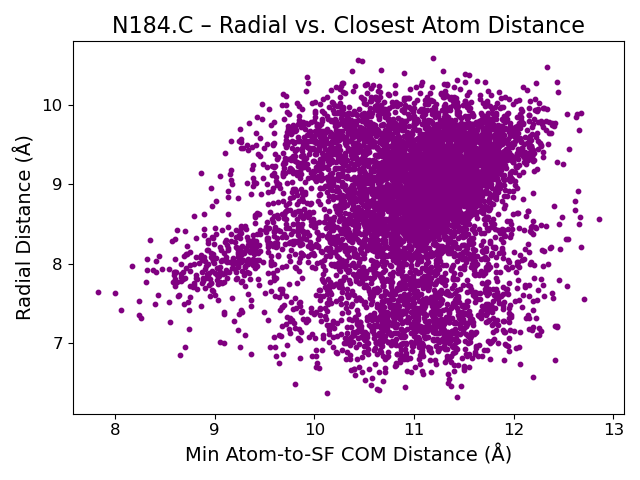 N184.C – Radial vs. Closest Atom Distance
Radial Distance (Å)
10
9
8
7
8 9 10 11 12 13
Min Atom-to-SF COM Distance (Å)